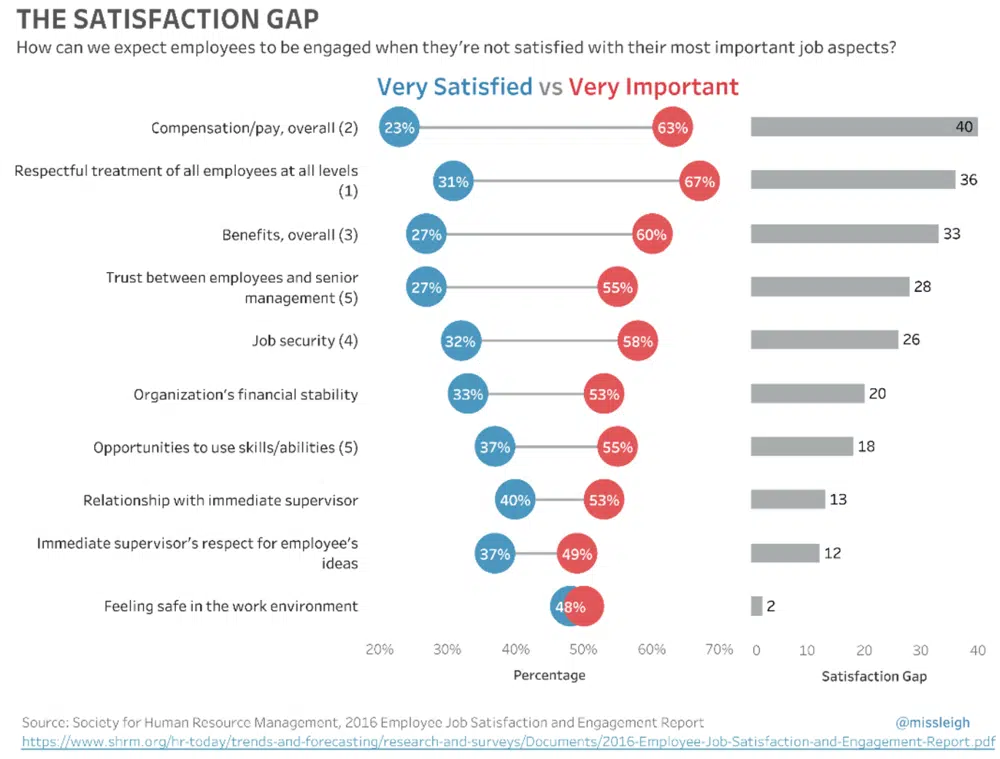 THE SATISFACTION GAP
How can we expect employees to be engaged when they're not satisfied with their most important job aspects?
Very Satisfied vs Very Important
Compensation/pay, overall (2) 23% 63% 40
Respectful treatment of all employees at all levels
(1) 31% 67% 36
Benefits, overall (3) 27% 60% 33
Trust between employees and senior
management (5) 27% 55% 28
Job security (4) 32% 58% 26
Organization's financial stability 33% 53% 20
Opportunities to use skills/abilities (5) 37% 55% 18
Relationship with immediate supervisor 40% 53% 13
Immediate supervisor's respect for employee's
ideas 37% 49% 12
Feeling safe in the work environment 48% 2
20% 30% 40% 50% 60% 70% 0 10 20 30 40
Percentage Satisfaction Gap
Source: Society for Human Resource Management, 2016 Employee Job Satisfaction and Engagement Report @missleigh
https://www.shrm.org/hr-today/trends-and-forecasting/research-and-surveys/Documents/2016-Employee-Job-Satisfaction-and-Engagement-Report.pdf